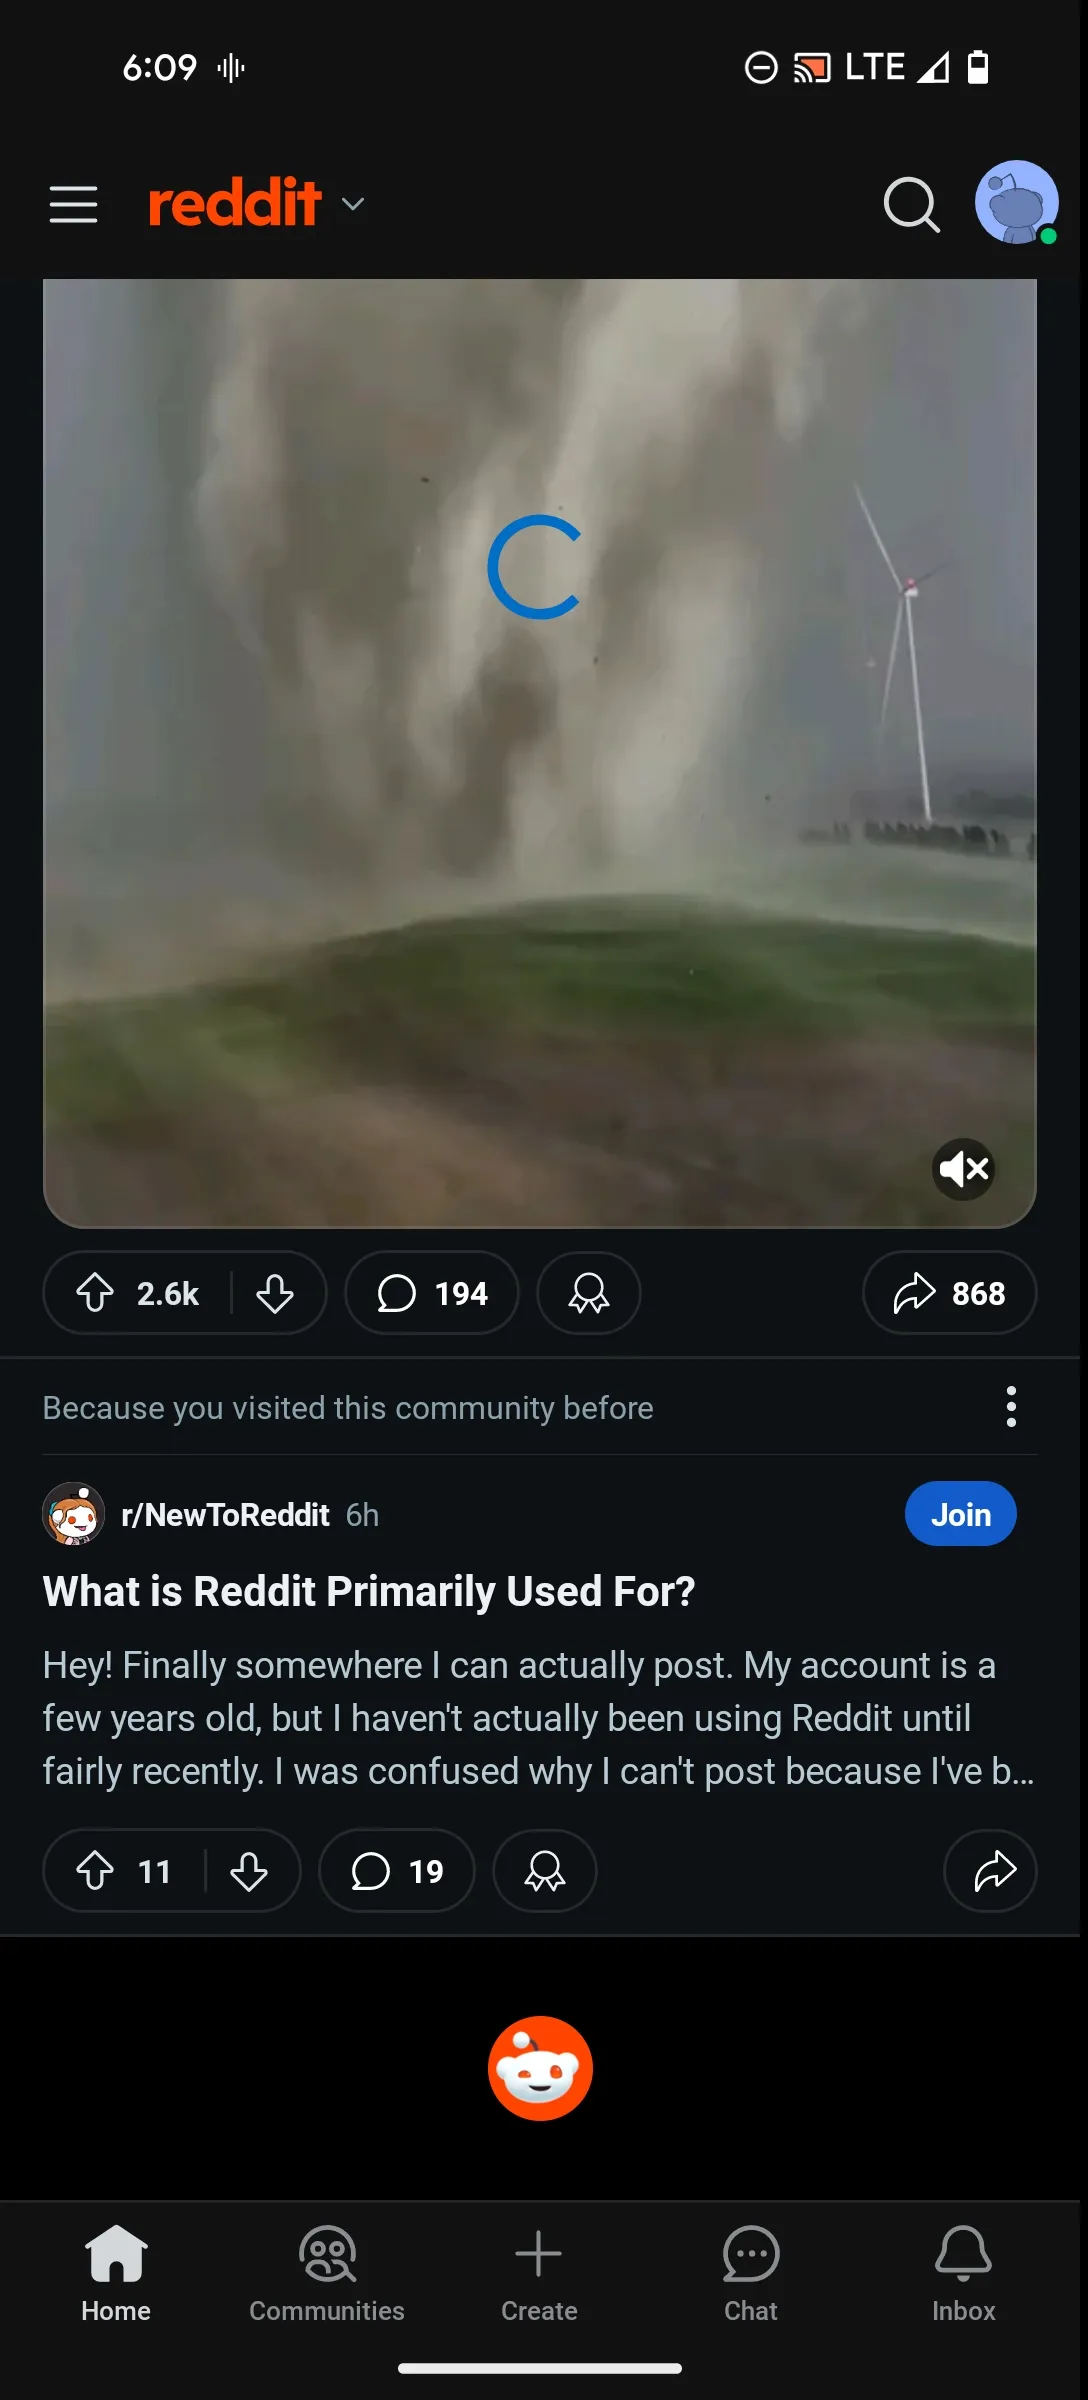 6:09
LTE
reddit
2.6k
194
868
Because you visited this community before
r/NewToReddit 6h
Join
What is Reddit Primarily Used For?
Hey! Finally somewhere I can actually post. My account is a
few years old, but I haven't actually been using Reddit until
fairly recently. I was confused why I can't post because I've b...
11
19
Home
Communities
Create
Chat
Inbox